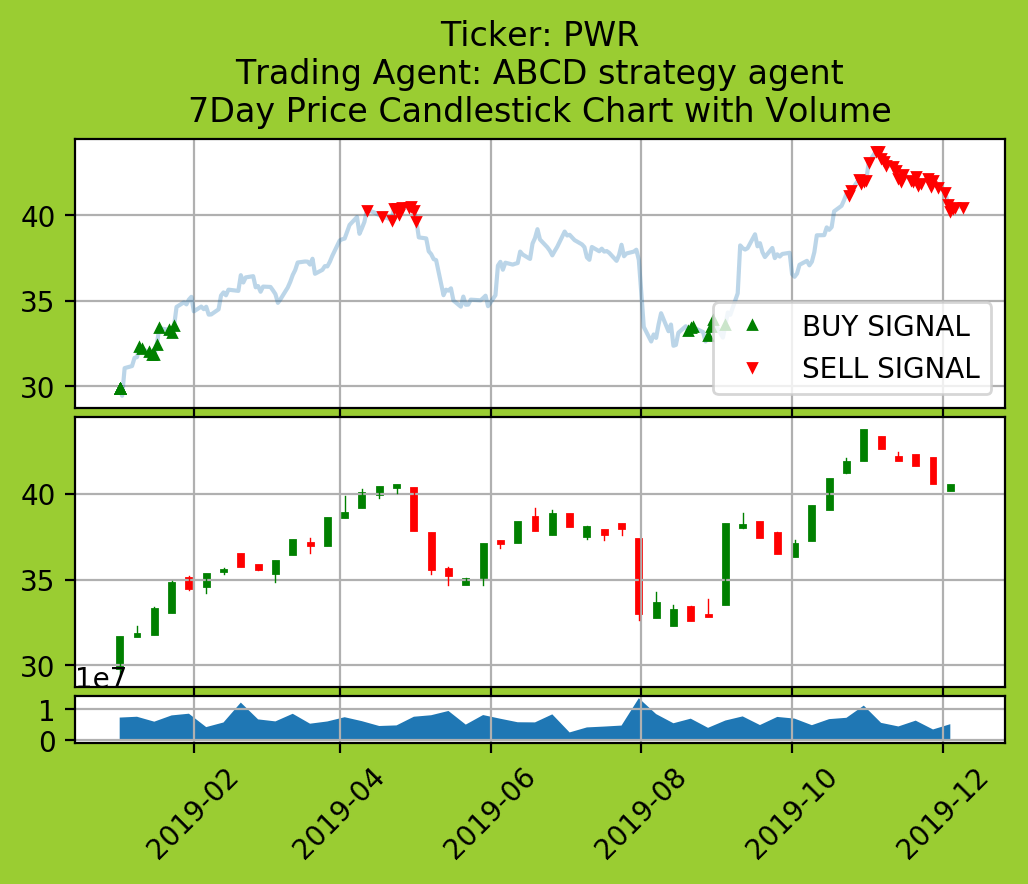 Ticker: PWR
Trading Agent: ABCD strategy agent
7Day Price Candlestick Chart with Volume
40
35
30
BUY SIGNAL
SELL SIGNAL
40
35
30
1e7
1
0
2019-02
2019-04
2019-06
2019-08
2019-10
2019-12